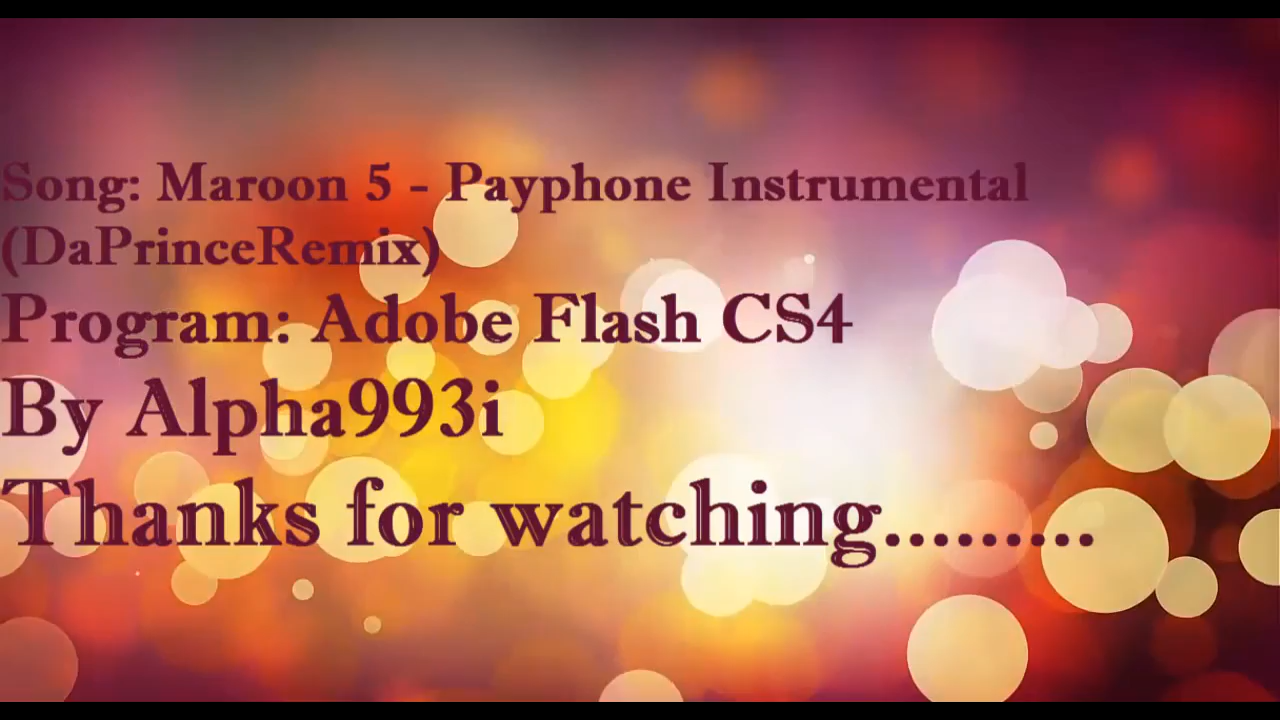 Song: Maroon 5 - Payphone Instrumental
(DaPrinceRemix)
Program: Adobe Flash CS4
By Alpha993i
Thanks for watching.........